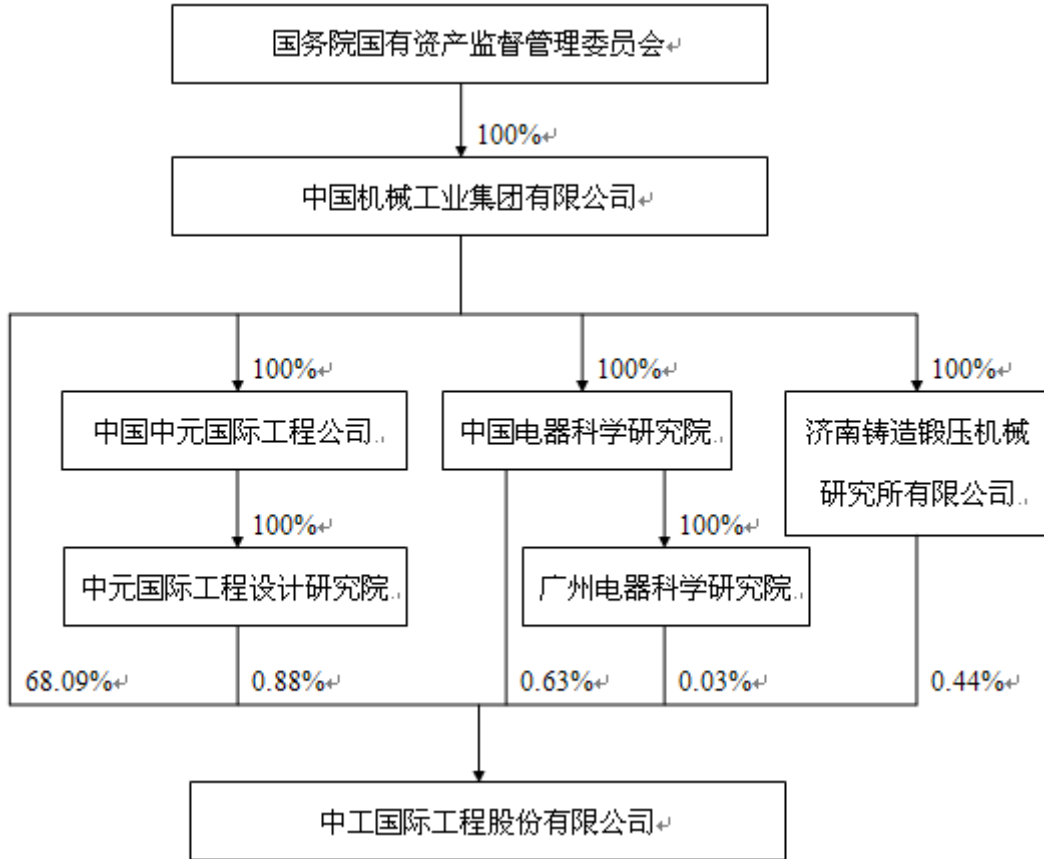 国务院国有资产监督管理委员会
100%
中国机械工业集团有限公司
100%
100%
100%
中国中元国际工程公司
中国电器科学研究院
济南铸造锻压机械
研究所有限公司
100%
100%
中元国际工程设计研究院
广州电器科学研究院
68.09%
0.88%
0.63%
0.03%
0.44%
中工国际工程股份有限公司